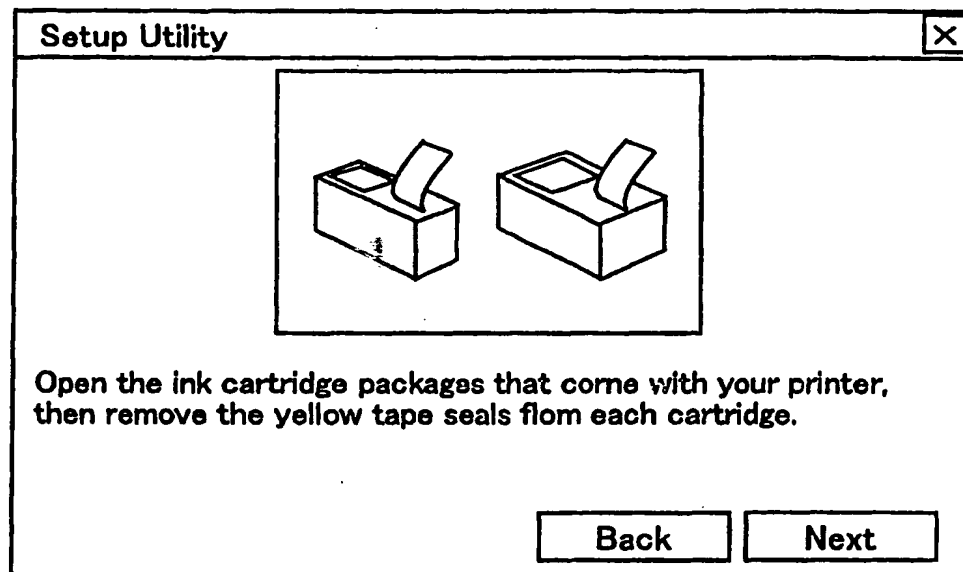 Setup Utility
Open the ink cartridge packages that come with your printer,
then remove the yellow tape seals flom each cartridge.
Back
Next